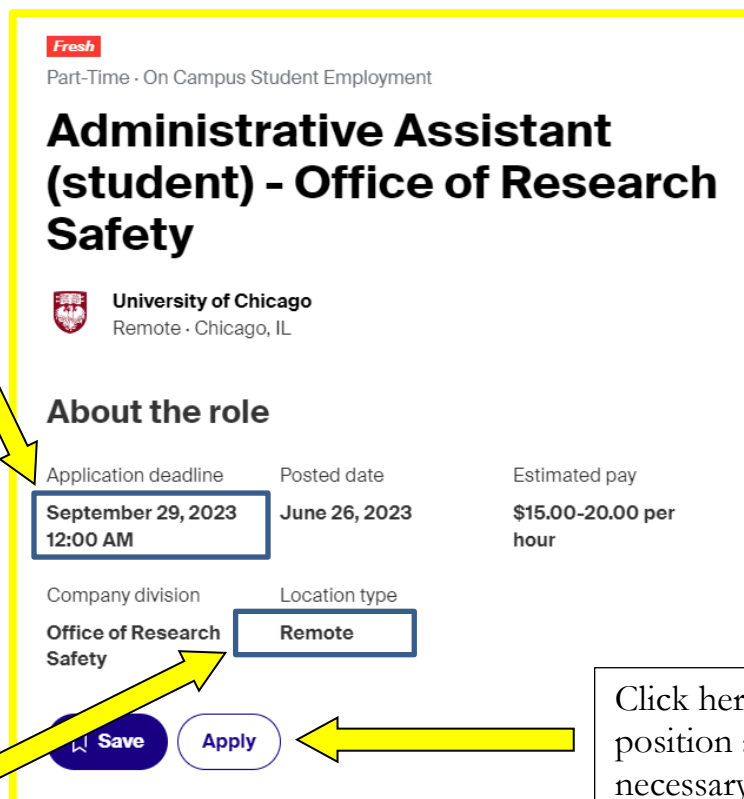 Fresh
Part-Time · On Campus Student Employment
Administrative Assistant
(student) - Office of Research
Safety
University of Chicago
Remote · Chicago, IL
About the role
Application deadline Posted date Estimated pay
September 29, 2023 June 26, 2023 $15.00-20.00 per
12:00 AM hour
Company division Location type
Office of Research Remote
Safety
Save Apply
Click
position
necessary